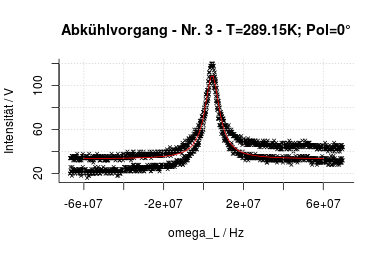 Abkühlvorgang - Nr. 3 - T=289.15K; Pol=0°
Intensität / V
100
60
20
-6e+07 -2e+07 2e+07 6e+07
omega_L / Hz